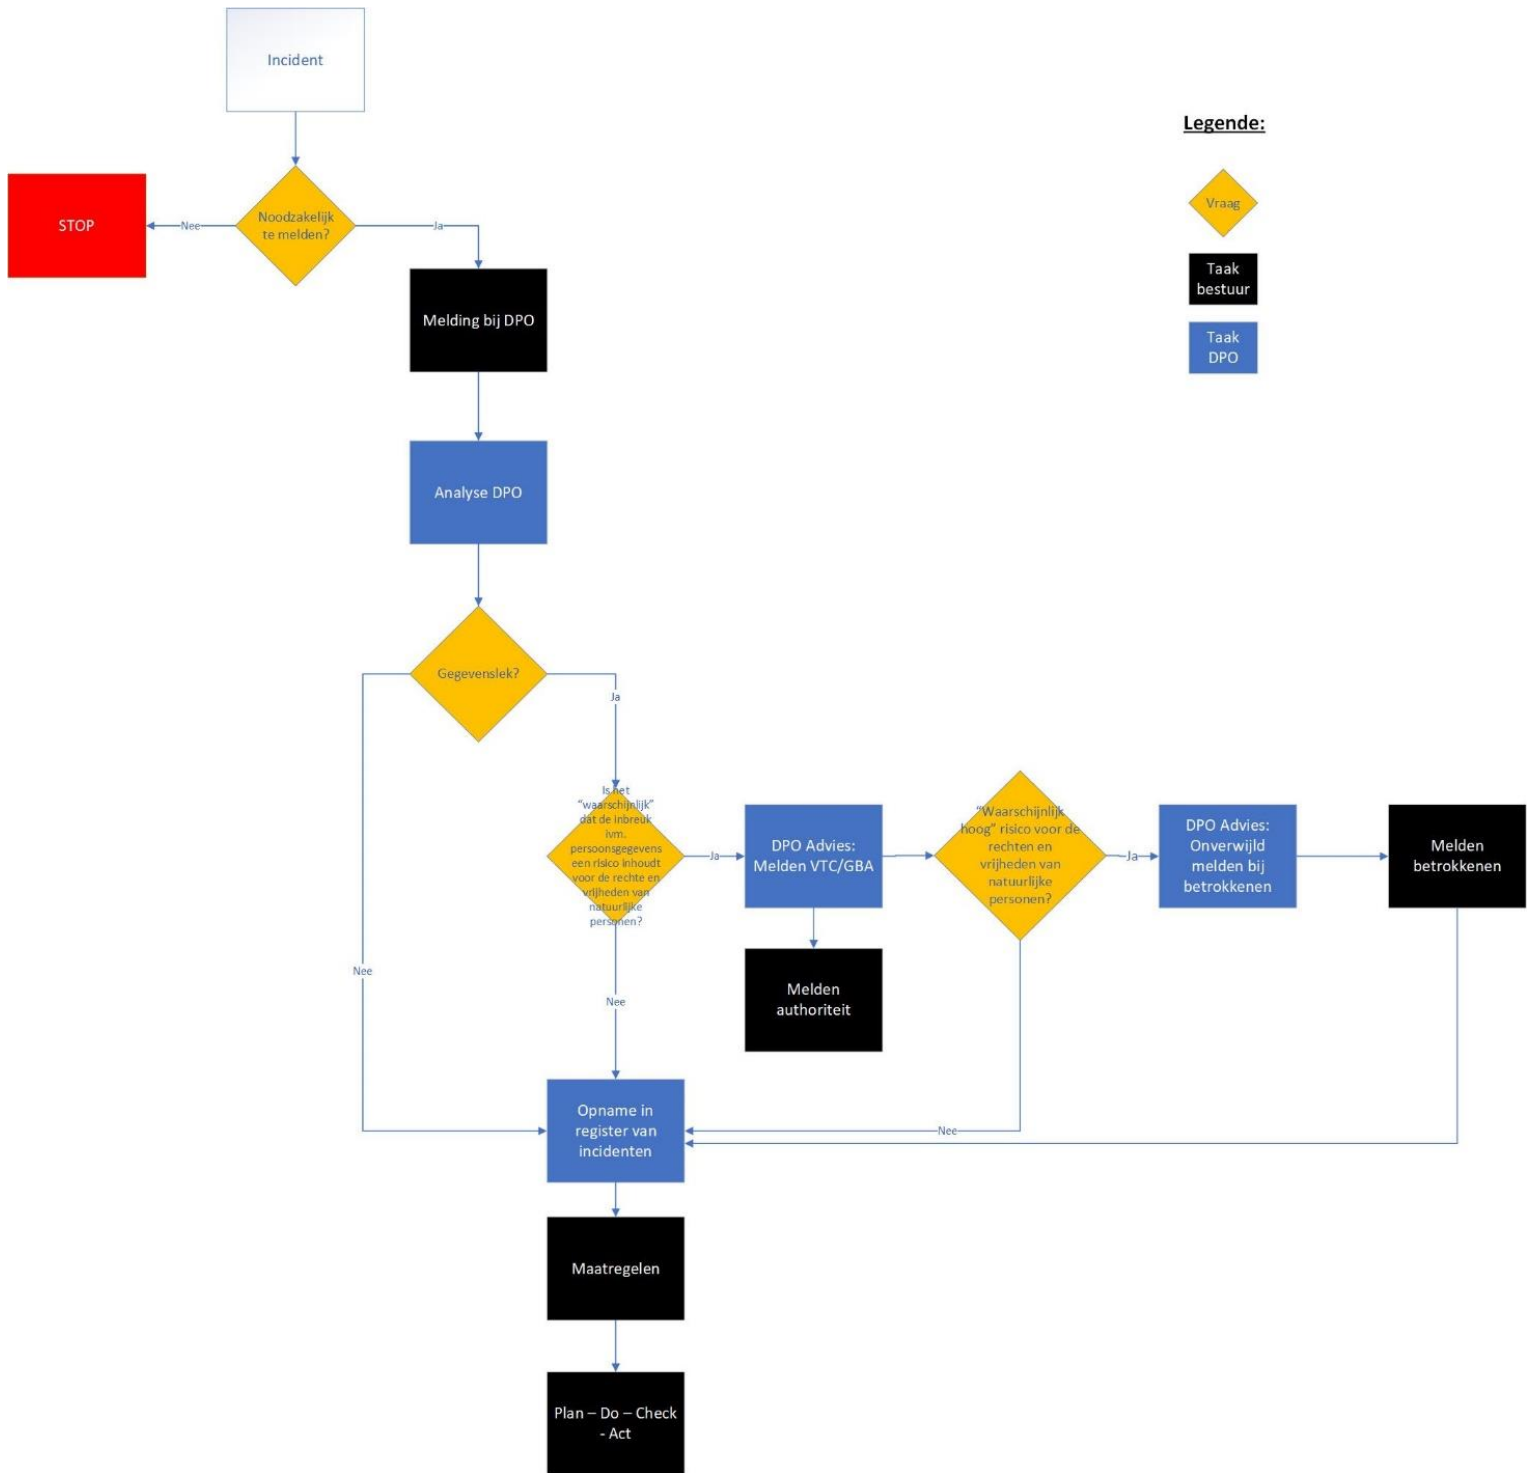 Incident
Legende:
STOP
Nee
Noodzakelijk
te melden?
Ja
Vraag
Taak
bestuur
Melding bij DPO
Taak
DPO
Analyse DPO
Gegevenslek?
Ja
Is het
“waarschijnlijk”
dat de inbreuk
ivm.
persoonsgegevens
een risico inhoudt
voor de rechte en
vrijheden van
natuurlijke
personen?
Ja
DPO Advies:
Melden VTC/GBA
“Waarschijnlijk
hoog” risico voor de
rechten en
vrijheden van
natuurlijke
personen?
Ja
DPO Advies:
Onverwijld
melden bij
betrokkenen
Melden
betrokkenen
Nee
Nee
Melden
authoriteit
Opname in
register van
incidenten
Nee
Maatregelen
Plan – Do – Check
- Act